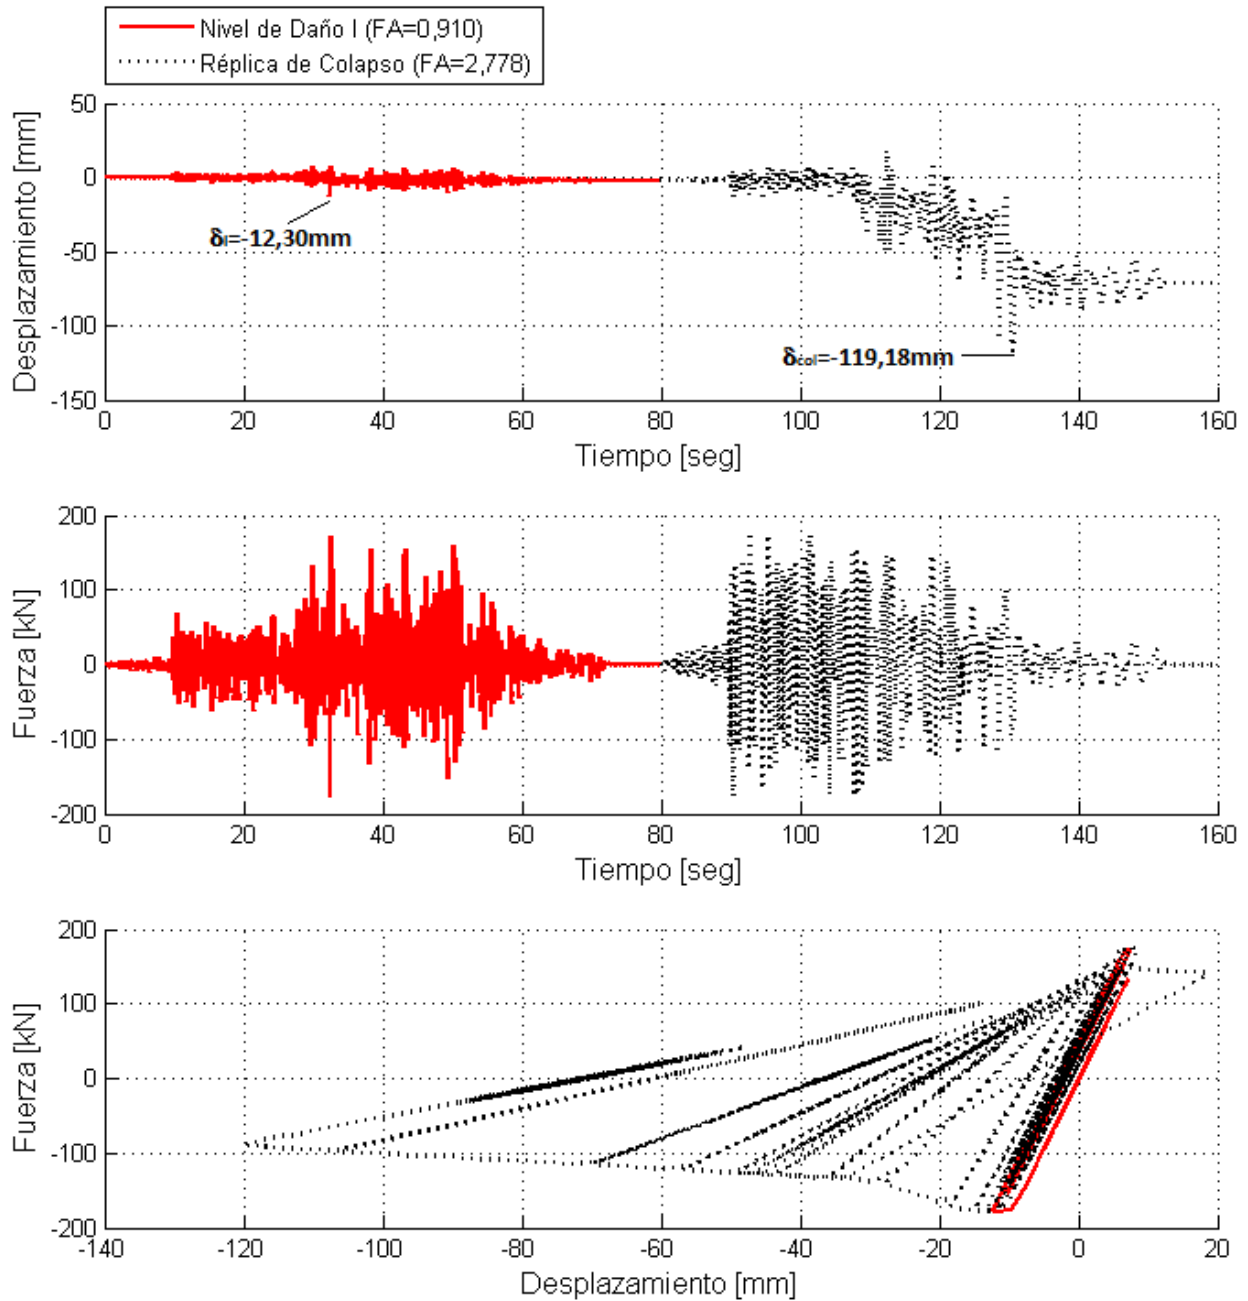 Nivel de Daño I (FA=0,910)
Réplica de Colapso (FA=2,778)
Desplazamiento [mm]
50
0
-50
-100
-150
δI=-12,30mm
δcol=-119,18mm
0 20 40 60 80 100 120 140 160
Tiempo [seg]
Fuerza [kN]
200
100
0
-100
-200
0 20 40 60 80 100 120 140 160
Tiempo [seg]
Fuerza [kN]
200
100
0
-100
-200
-140 -120 -100 -80 -60 -40 -20 0 20
Desplazamiento [mm]